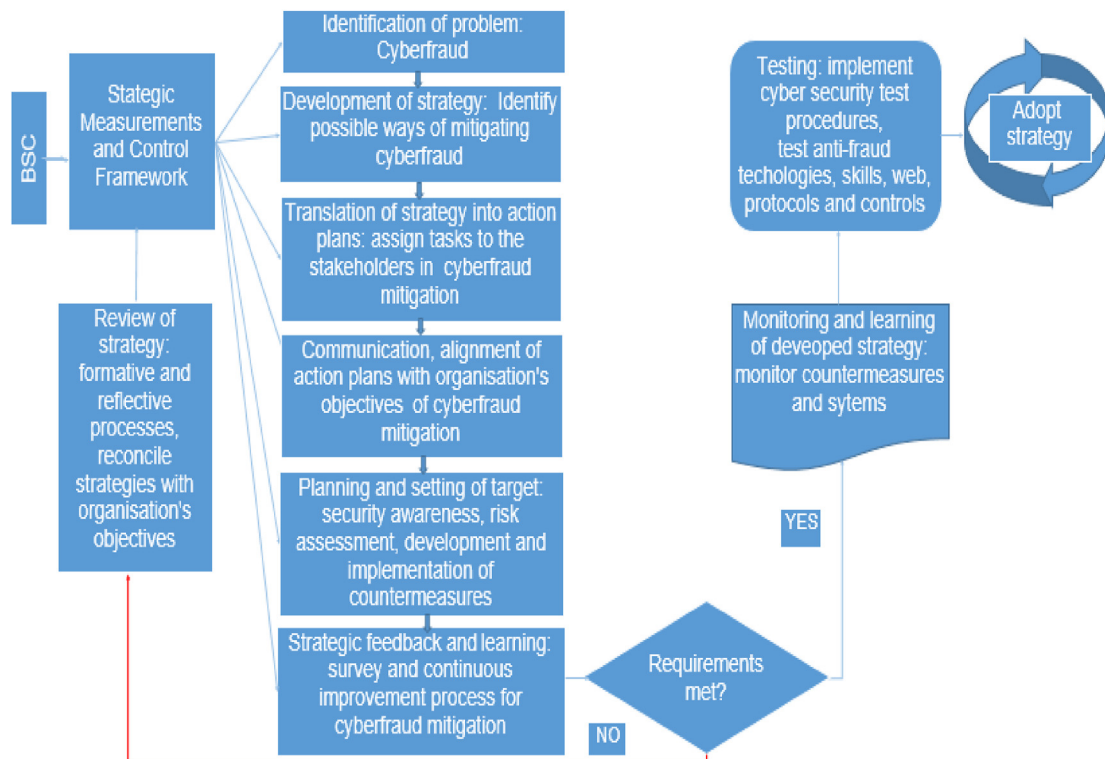 BSC
Stategic
Measurements
and Control
Framework
Review of
strategy:
formative and
reflective
processes,
reconcile
strategies with
organisation's
objectives
Identification of problem:
Cyberfraud
Development of strategy: Identify
possible ways of mitigating
cyberfraud
Translation of strategy into action
plans: assign tasks to the
stakeholders in cyberfraud
mitigation
Communication, alignment of
action plans with organisation's
objectives of cyberfraud
mitigation
Planning and setting of target:
security awareness, risk
assessment, development and
implementation of
countermeasures
Strategic feedback and learning:
survey and continuous
improvement process for
cyberfraud mitigation
Requirements
met?
NO
YES
Monitoring and learning
of deveoped strategy:
monitor countermeasures
and sytems
Testing: implement
cyber security test
procedures,
test anti-fraud
techologies, skills, web,
protocols and controls
Adopt
strategy